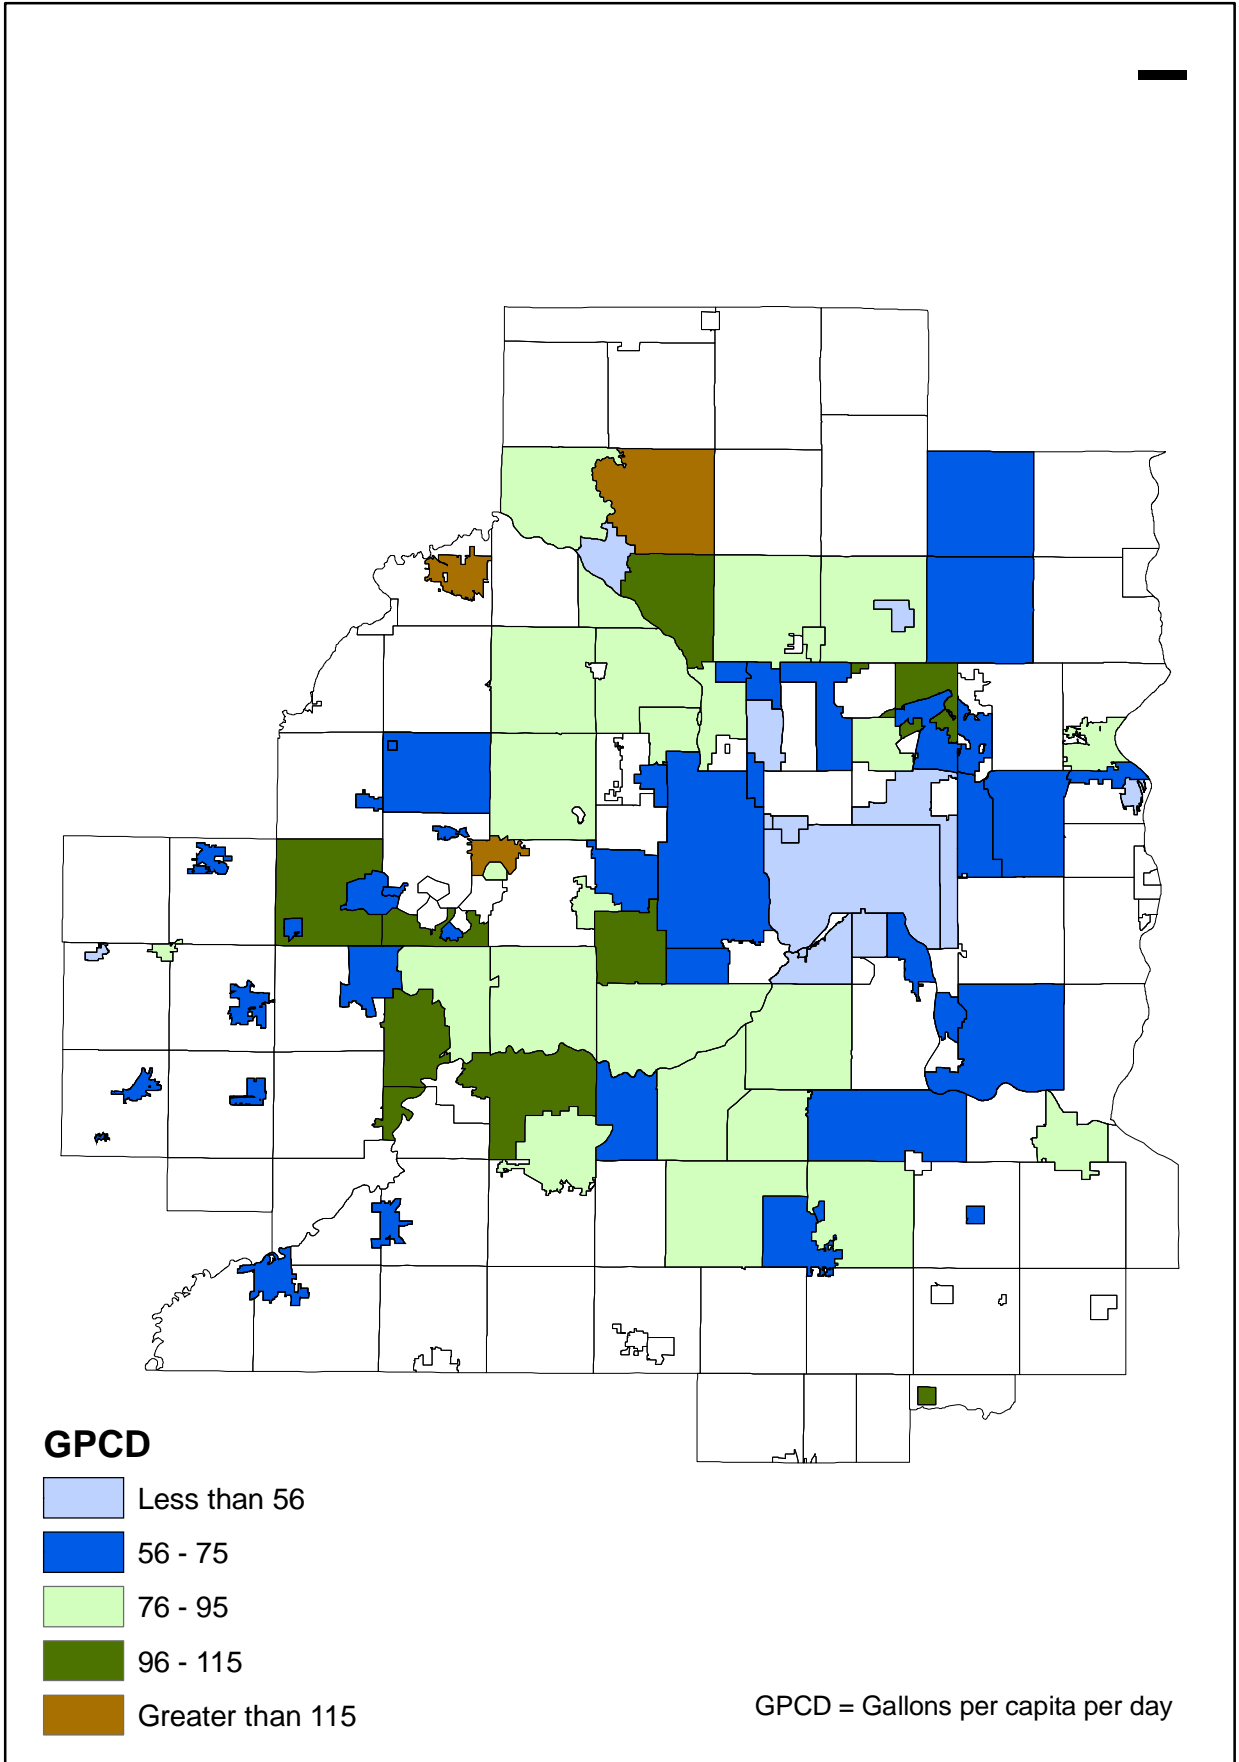 GPCD
Less than 56
56 - 75
76 - 95
96 - 115
Greater than 115
GPCD = Gallons per capita per day